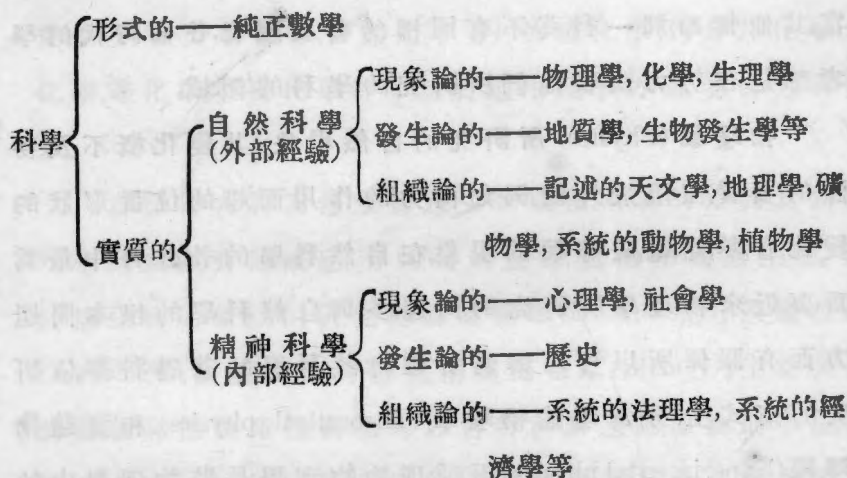 形式的——純正數學
科學
自然科學
(外部經驗)
現象論的——物理學, 化學, 生理學
發生論的——地質學, 生物發生學等
組織論的——記述的天文學, 地理學, 礦
物學, 系統的動物學, 植物學
實質的
精神科學
(內部經驗)
現象論的——心理學, 社會學
發生論的——歷史
組織論的——系統的法理學, 系統的經
濟學等